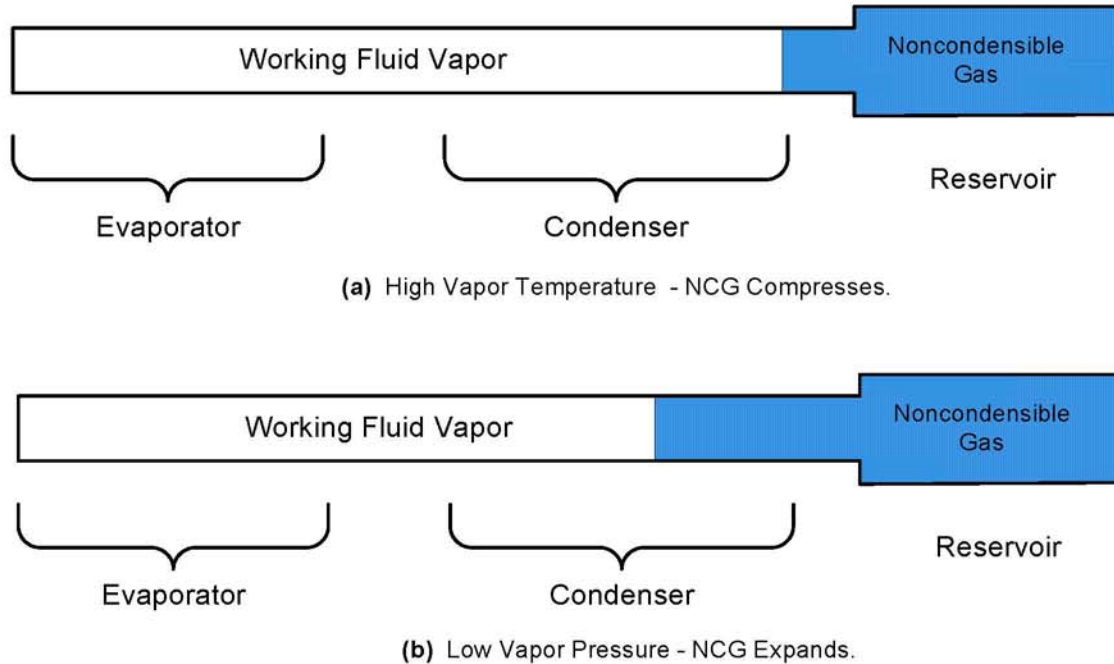 Working Fluid Vapor
Noncondensible
Gas
Evaporator
Condenser
Reservoir
(a) High Vapor Temperature - NCG Compresses.
Working Fluid Vapor
Noncondensible
Gas
Evaporator
Condenser
Reservoir
(b) Low Vapor Pressure - NCG Expands.